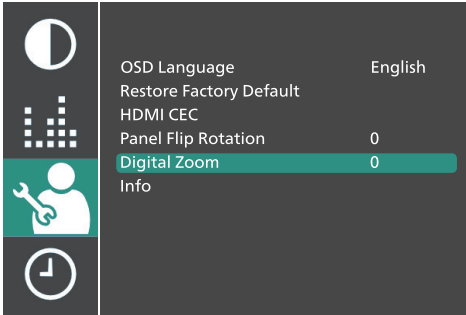 OSD Language English
Restore Factory Default
HDMI CEC
Panel Flip Rotation 0
Digital Zoom 0
Info